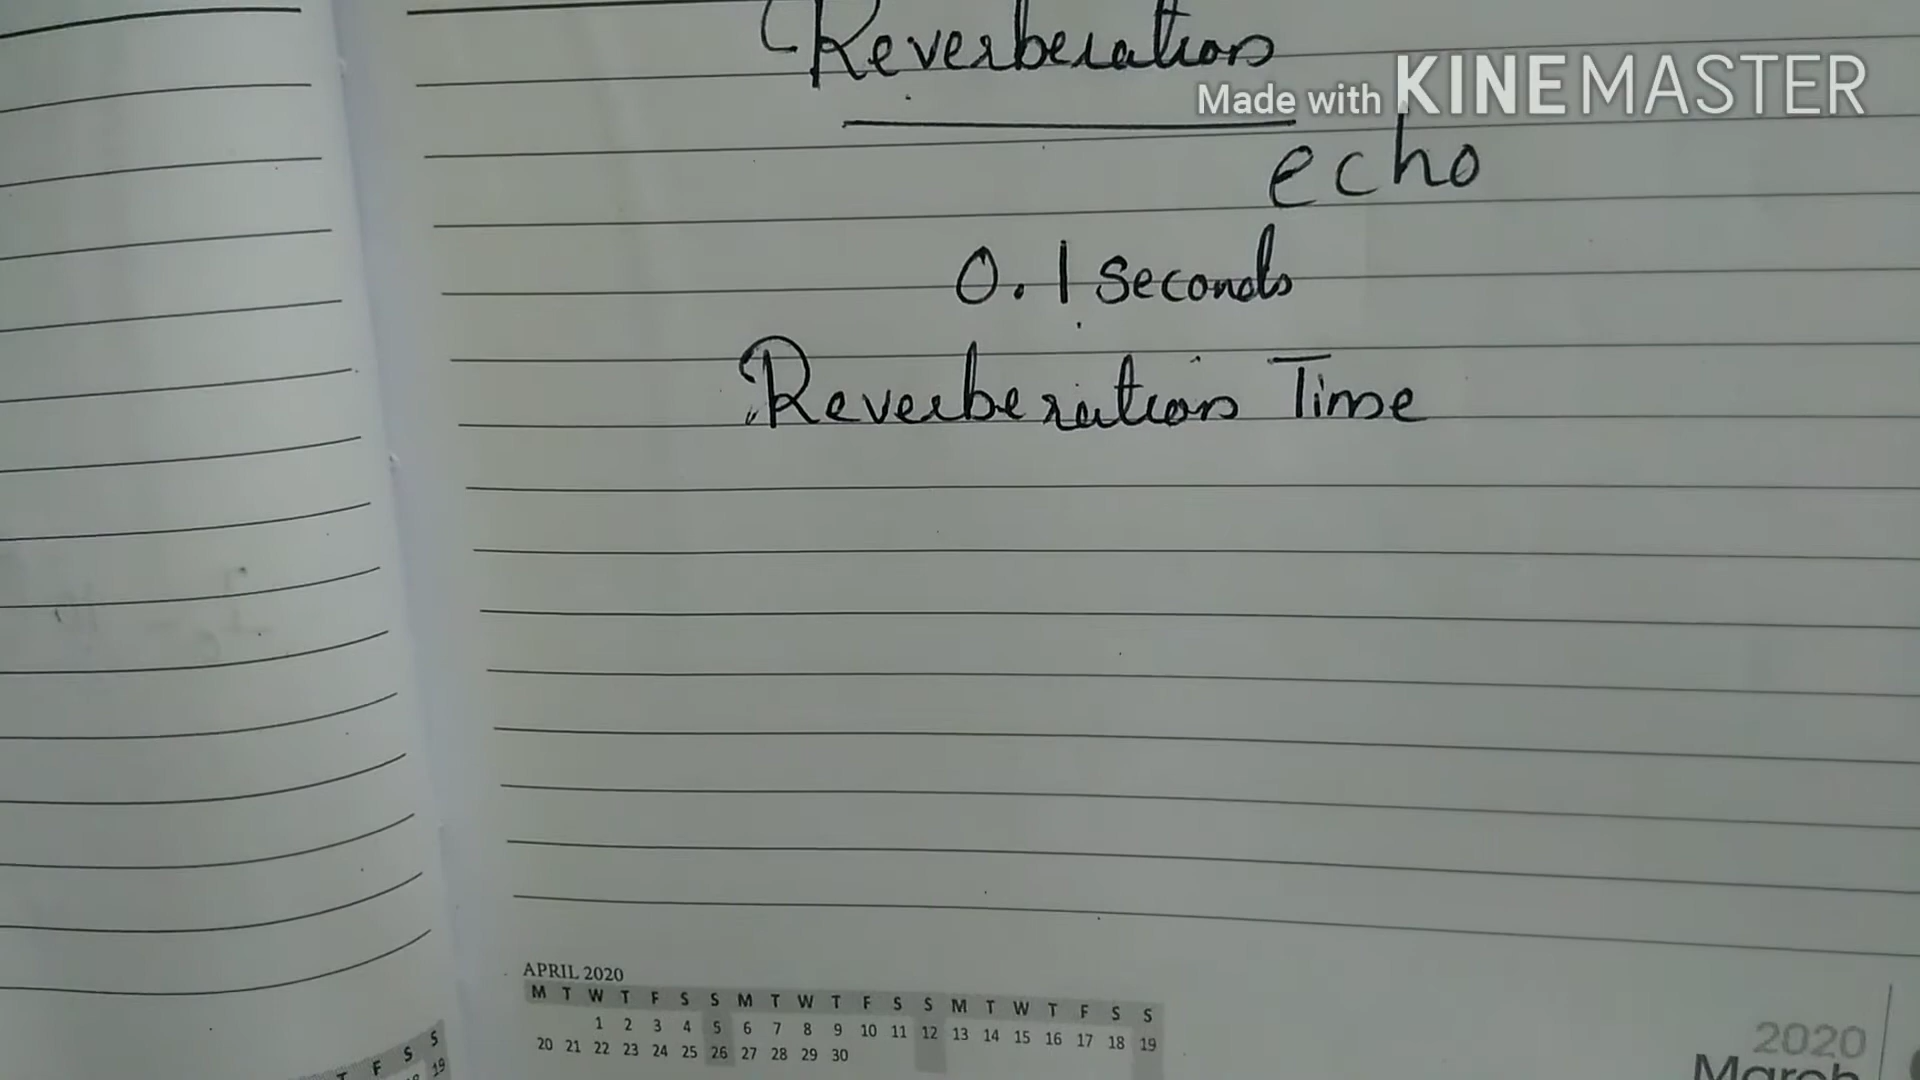 Reverberation
Made with KINEMASTER
echo
0.1 seconds
Reverberation Time
APRIL 2020
M T W T F S S M T W T F S S M T W T F S S
1 2 3 4 5 6 7 8 9 10 11 12 13 14 15 16 17 18 19
20 21 22 23 24 25 26 27 28 29 30
T F S S
19
2020
March